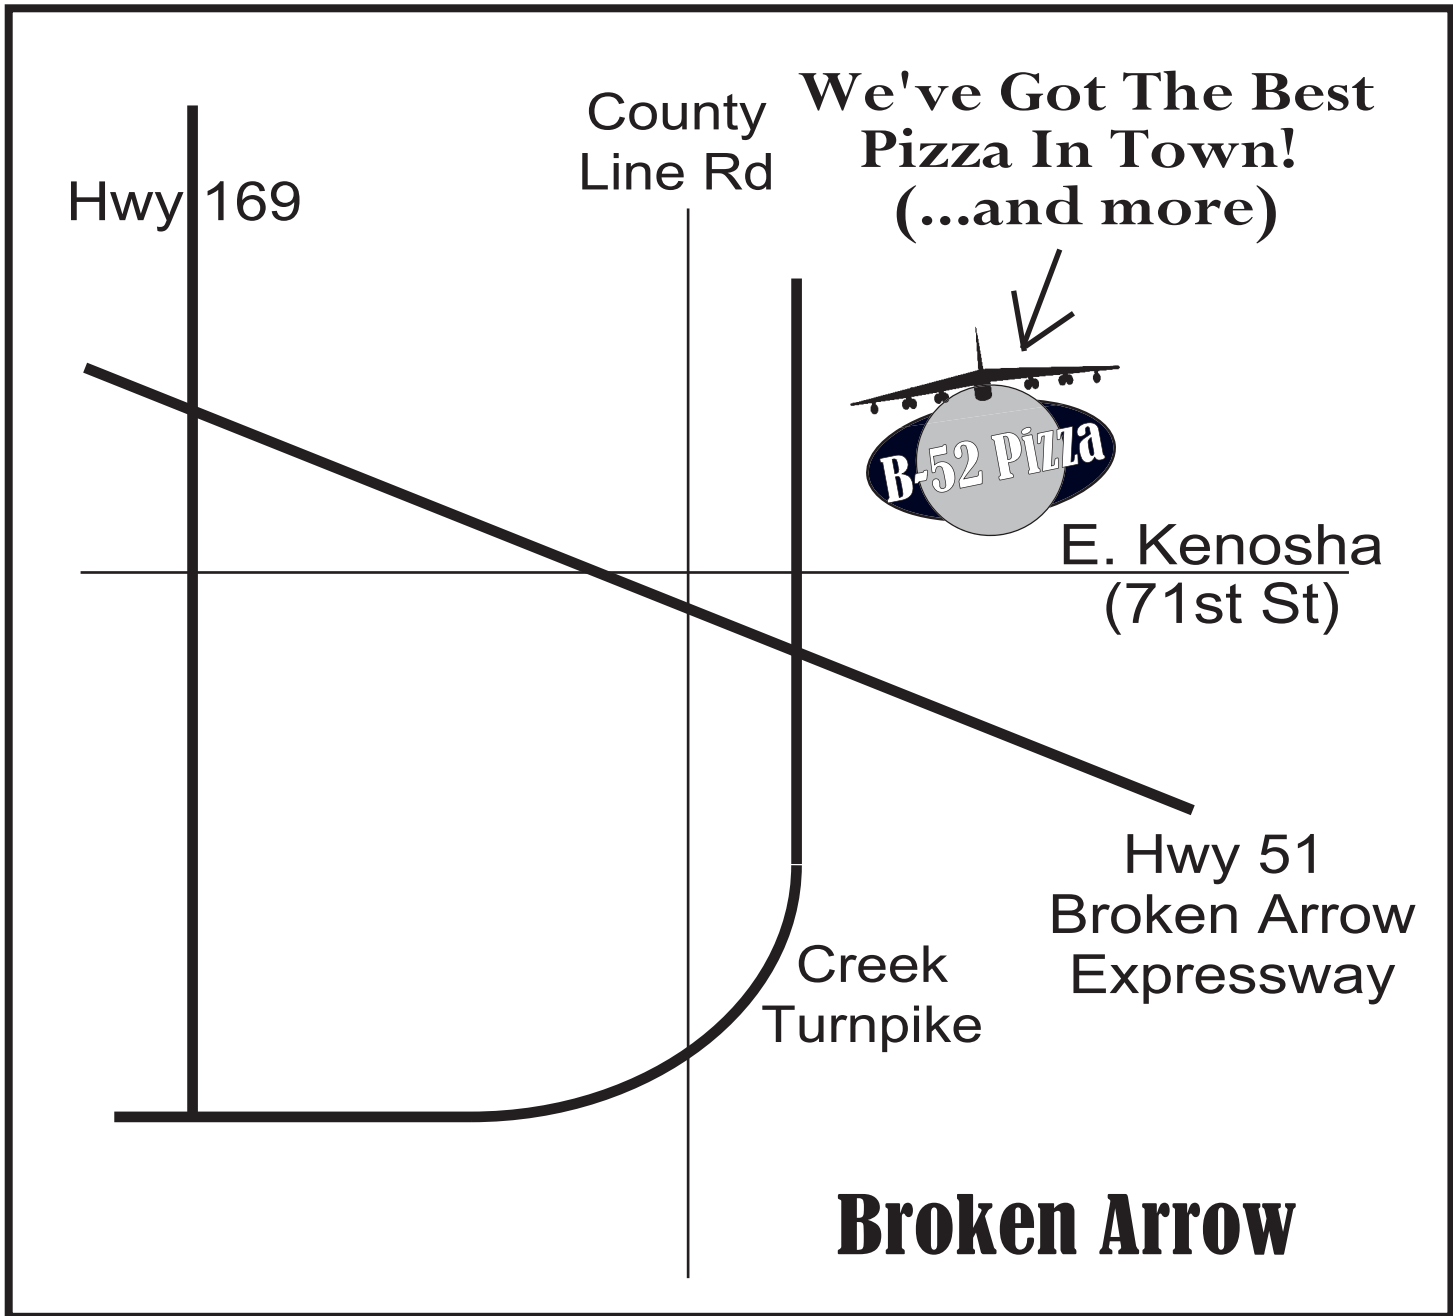 County
Line Rd
We've Got The Best
Pizza In Town!
(...and more)
Hwy 169
B-52 Pizza
E. Kenosha
(71st St)
Hwy 51
Broken Arrow
Expressway
Creek
Turnpike
Broken Arrow